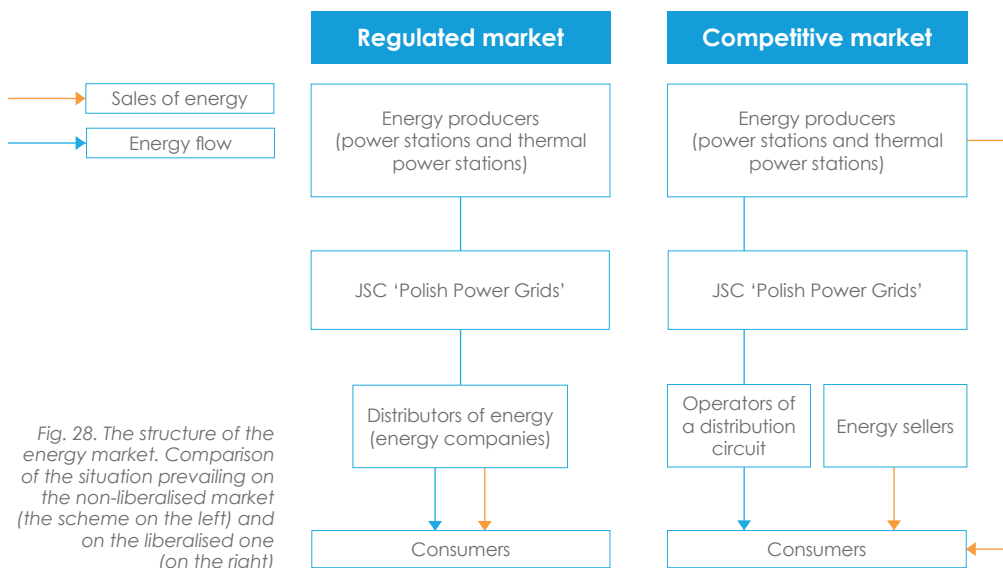 Regulated market
Competitive market
Sales of energy
Energy flow
Energy producers
(power stations and thermal
power stations)
Energy producers
(power stations and thermal
power stations)
JSC ‘Polish Power Grids’
JSC ‘Polish Power Grids’
Distributors of energy
(energy companies)
Operators of
a distribution
circuit
Energy sellers
Consumers
Consumers
Fig. 28. The structure of the
energy market. Comparison
of the situation prevailing on
the non-liberalised market
(the scheme on the left) and
on the liberalised one
(on the right)